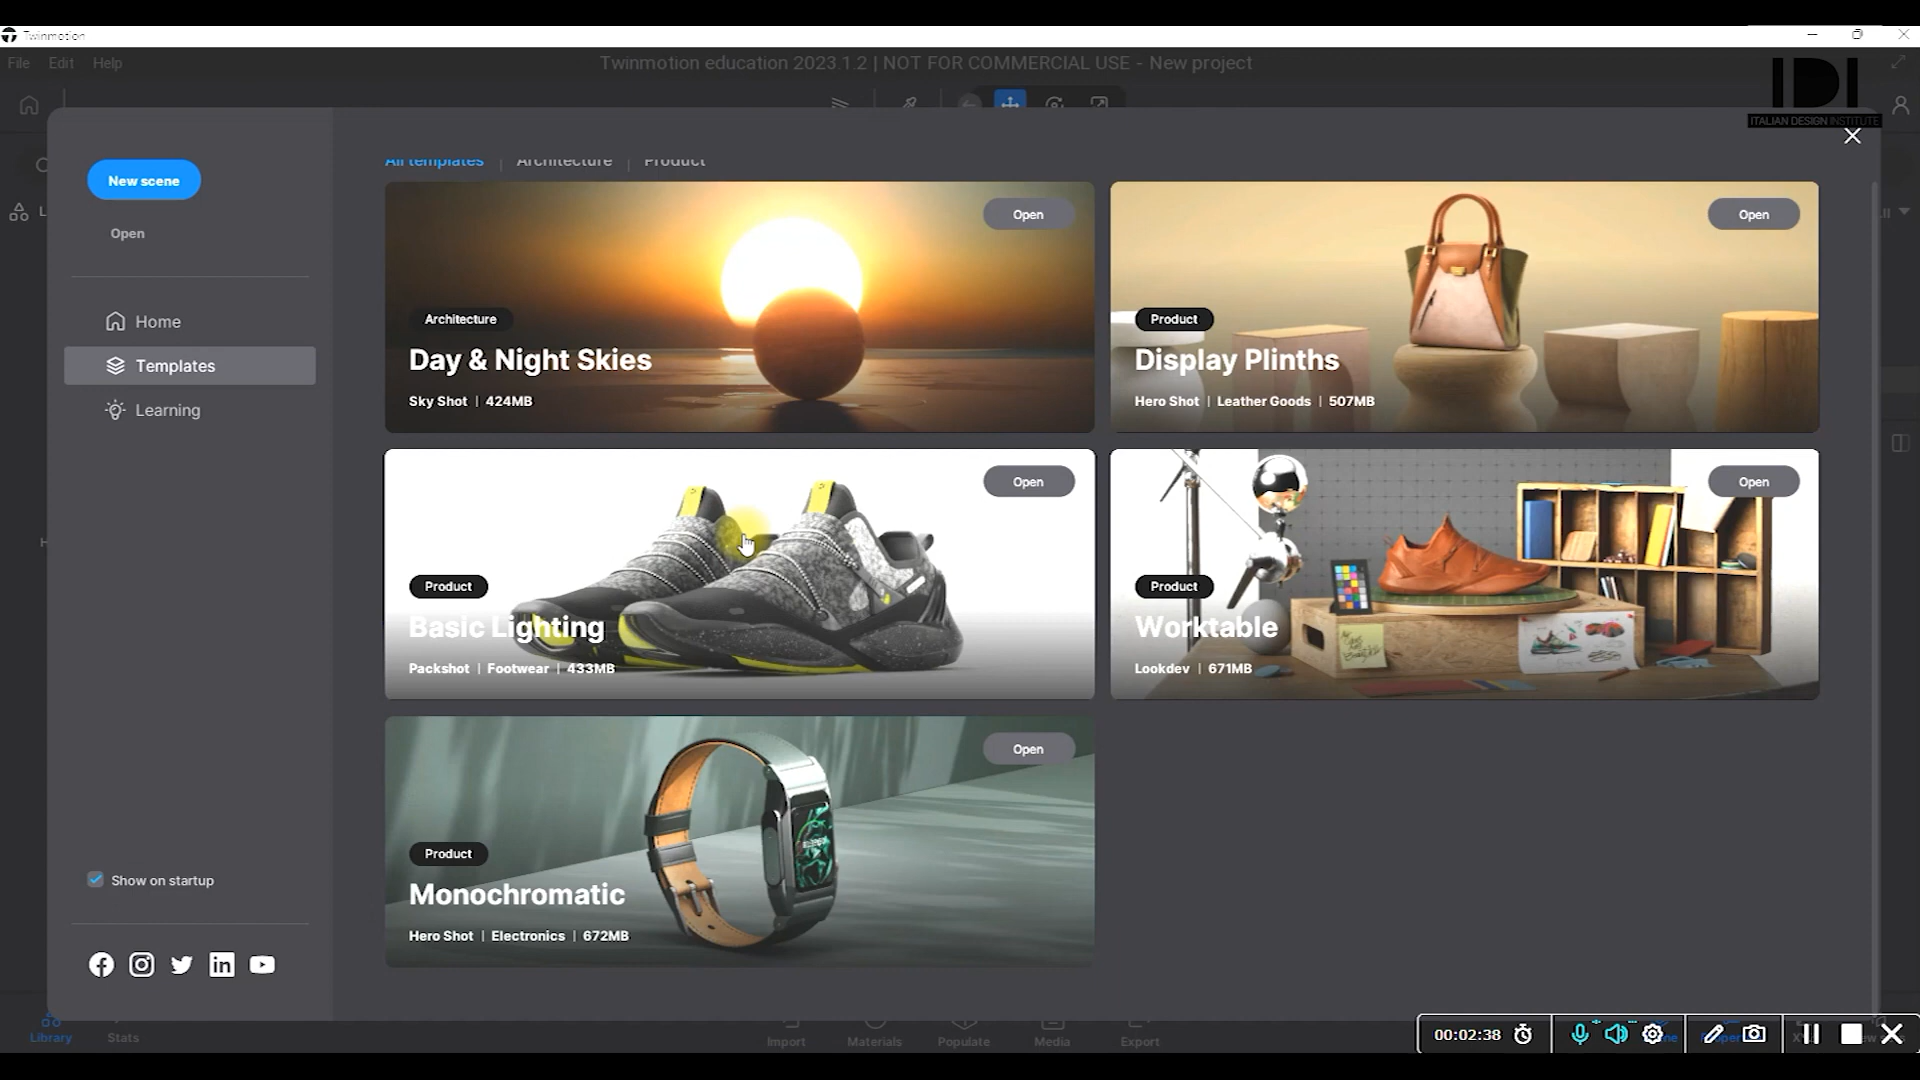 Twinmotion
File Edit Help
Twinmotion education 2023.1.2 | NOT FOR COMMERCIAL USE - New project
IDI
ITALIAN DESIGN INSTITUTE
New scene
Open
Home
Templates
Learning
Show on startup
All templates | Architecture | Product
Open
Architecture
Day & Night Skies
Sky Shot | 424MB
Open
Product
Display Plinths
Hero Shot | Leather Goods | 507MB
Open
Product
Basic Lighting
Packshot | Footwear | 433MB
Open
Product
Worktable
Lookdev | 671MB
Open
Product
Monochromatic
Hero Shot | Electronics | 672MB
Library Stats
Import Materials Populate Media Export
00:02:38